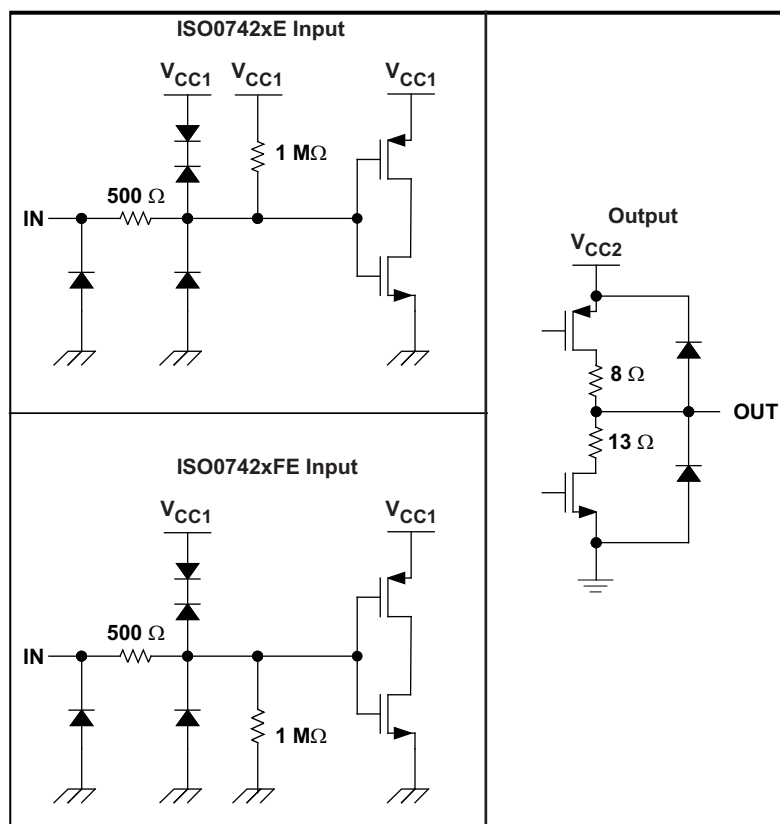 ISO0742xE Input
VCC1 VCC1 VCC1
1 MΩ
500 Ω
IN
ISO0742xFE Input
VCC1 VCC1
500 Ω
IN
1 MΩ
Output
VCC2
8 Ω
OUT
13 Ω